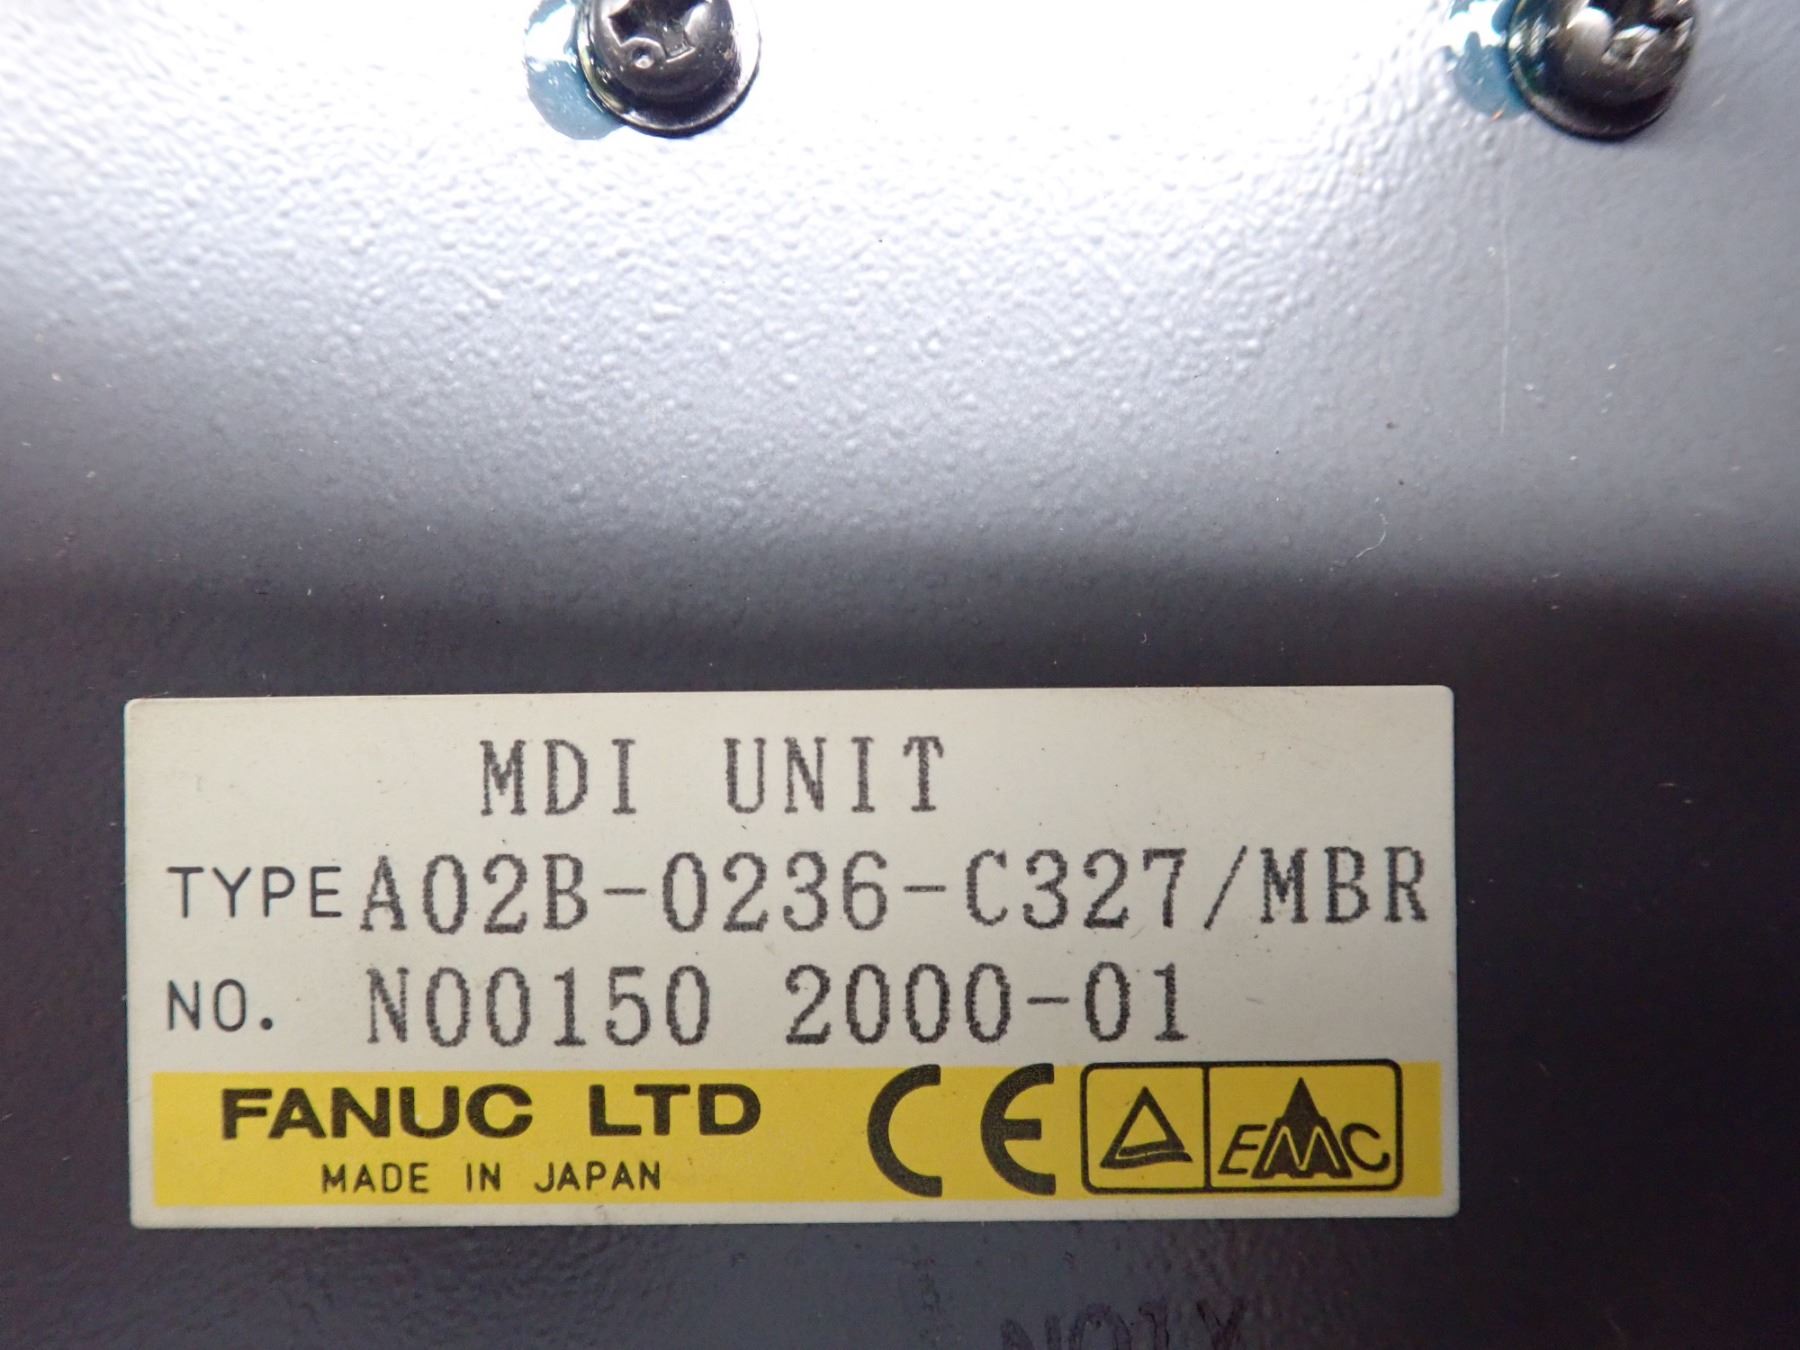 MDI UNIT
TYPE A02B-0236-C327/MBR
NO. N00150 2000-01
FANUC LTD CE EMC
MADE IN JAPAN